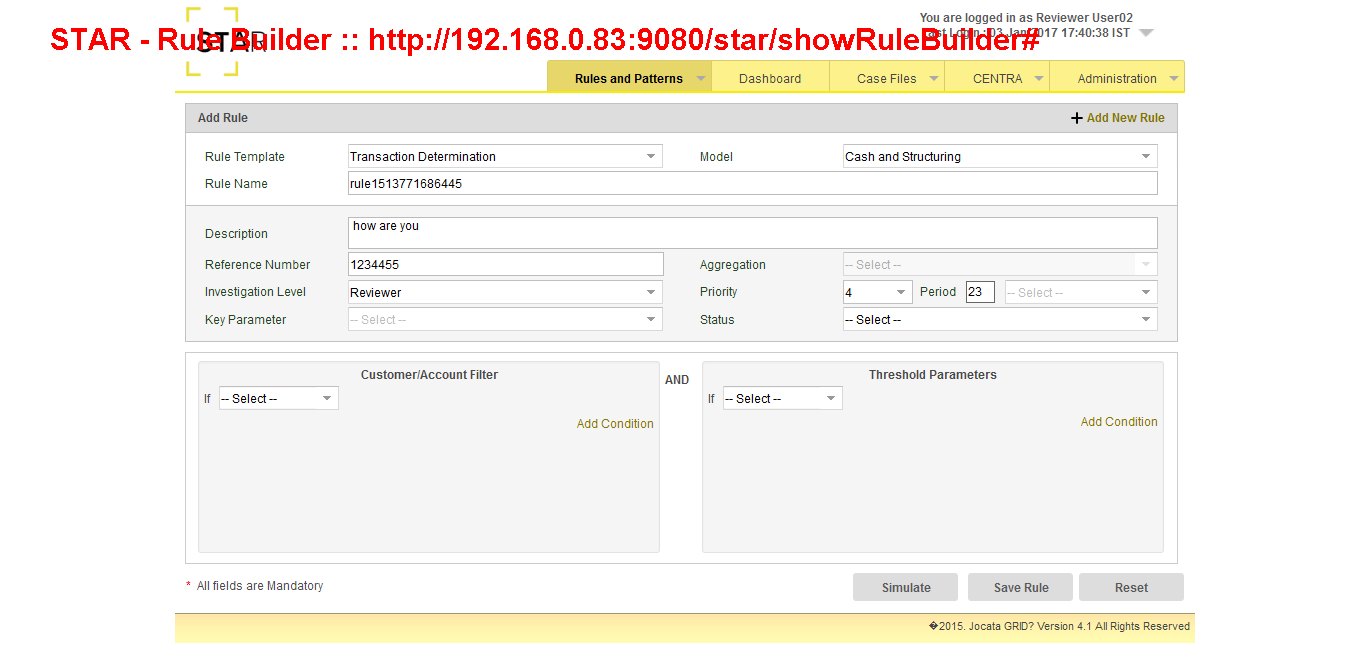 You are logged in as Reviewer User02
STAR
STAR - Rule Builder :: http://192.168.0.83:9080/star/showRuleBuilder#
Last Login : 03 Jan 2017 17:40:38 IST
Rules and Patterns Dashboard Case Files CENTRA Administration
Add Rule + Add New Rule
Rule Template Transaction Determination Model Cash and Structuring
Rule Name rule1513771686445
Description how are you
Reference Number 1234455 Aggregation -- Select --
Investigation Level Reviewer Priority 4 Period 23 -- Select --
Key Parameter -- Select -- Status -- Select --
Customer/Account Filter AND Threshold Parameters
If -- Select -- If -- Select --
Add Condition Add Condition
* All fields are Mandatory Simulate Save Rule Reset
�2015. Jocata GRID? Version 4.1 All Rights Reserved